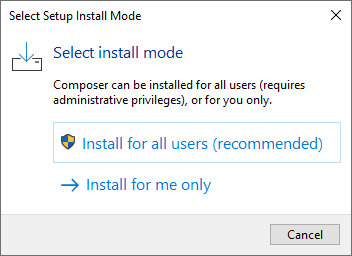 Select Setup Install Mode
Select install mode
Composer can be installed for all users (requires
administrative privileges), or for you only.
Install for all users (recommended)
Install for me only
Cancel